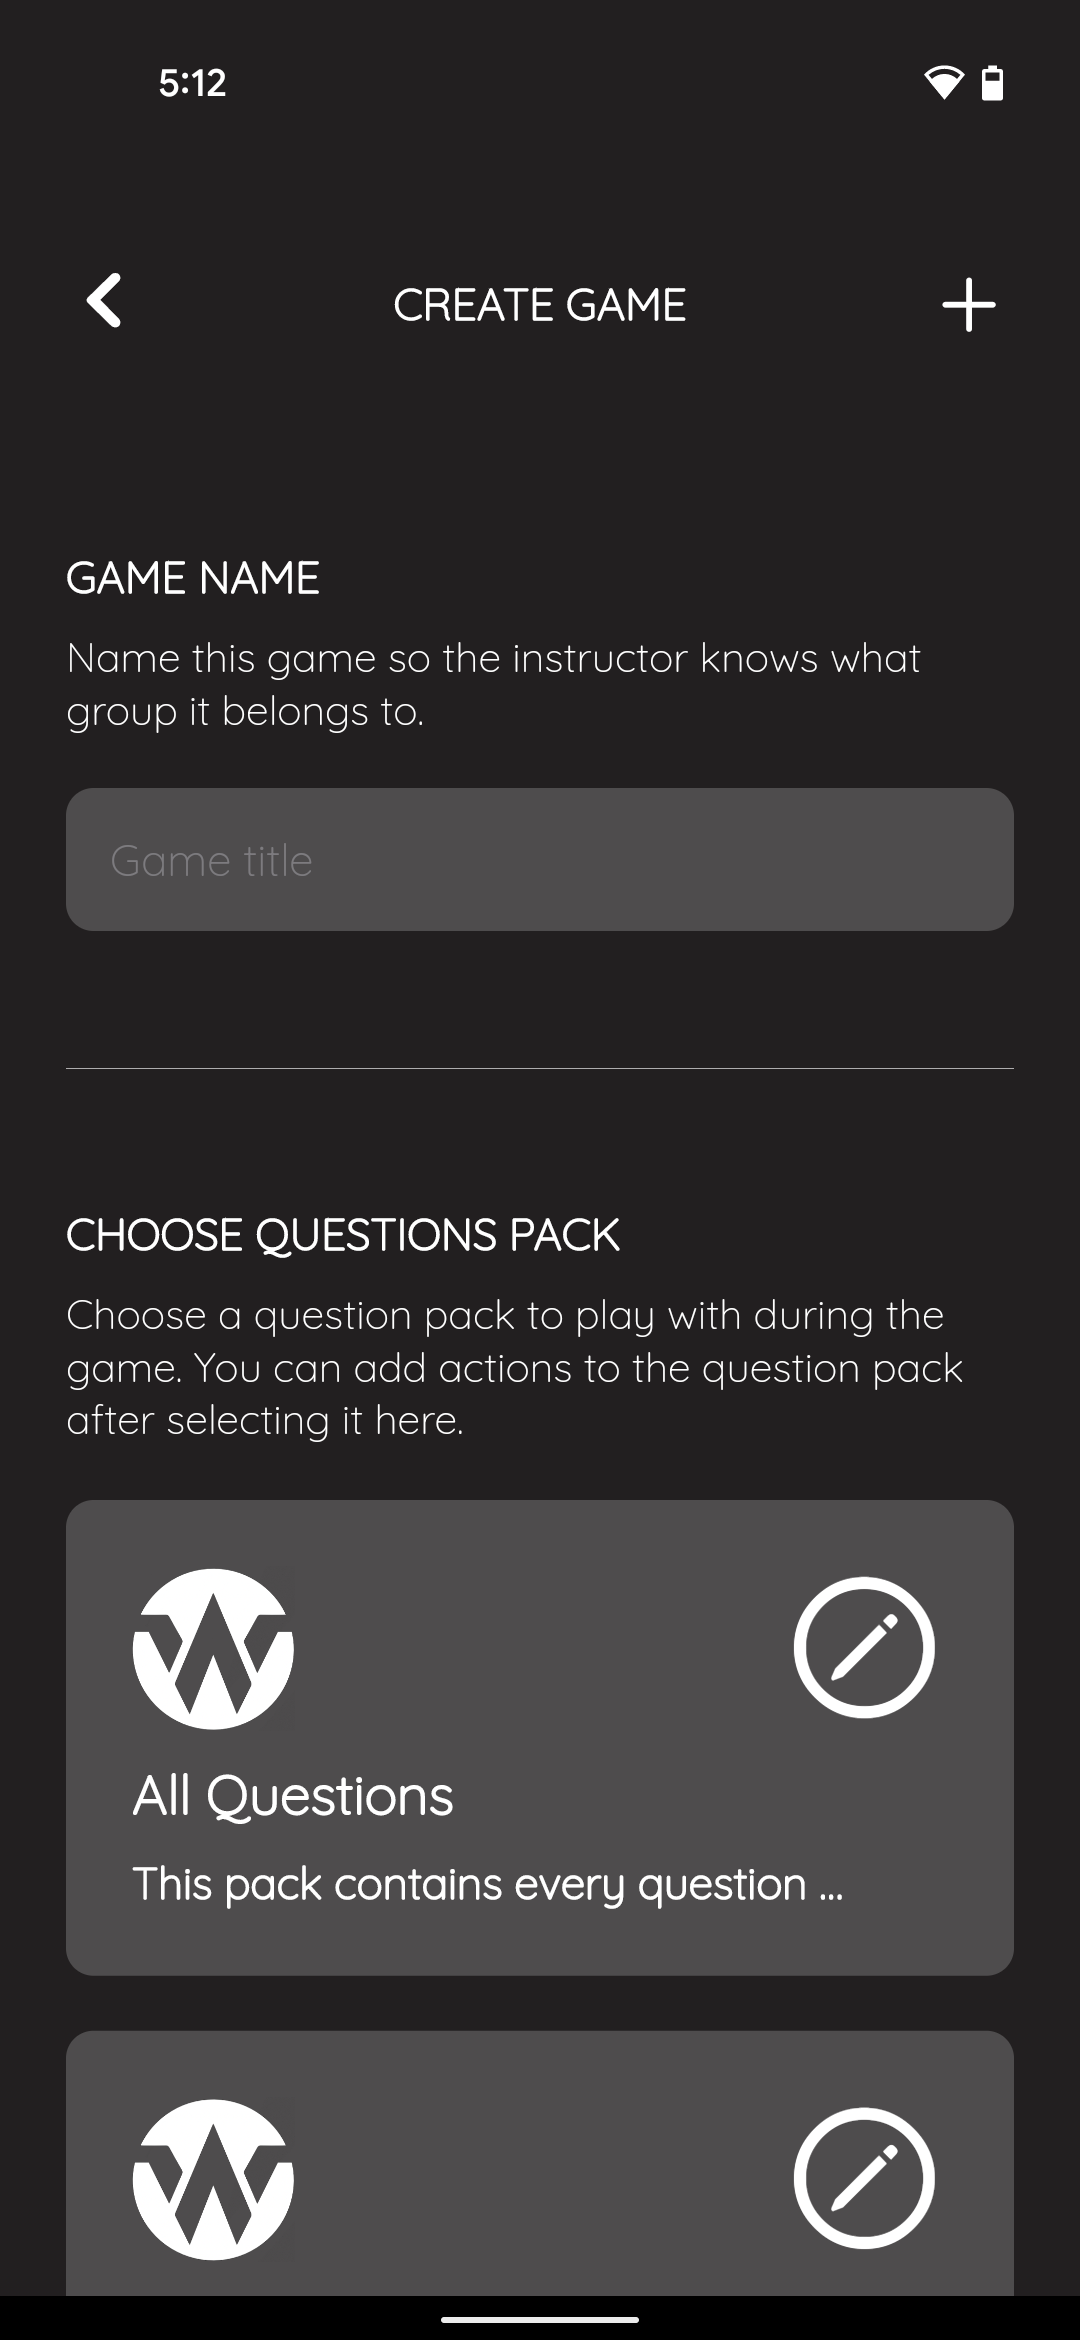 5:12
CREATE GAME
GAME NAME
Name this game so the instructor knows what
group it belongs to.
Game title
CHOOSE QUESTIONS PACK
Choose a question pack to play with during the
game. You can add actions to the question pack
after selecting it here.
All Questions
This pack contains every question ...